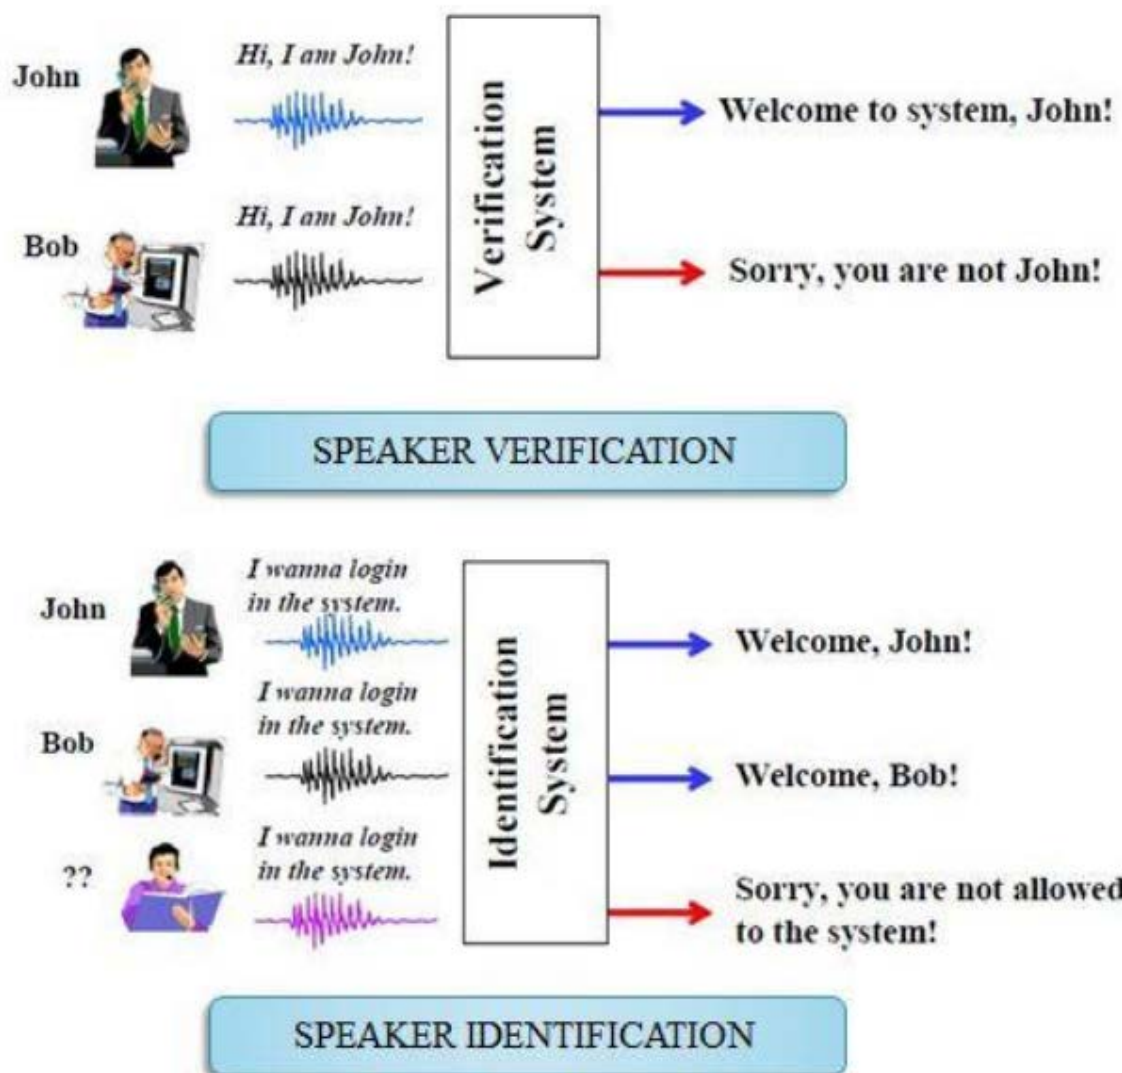 John
Hi, I am John!
Welcome to system, John!
Bob
Hi, I am John!
Sorry, you are not John!
Verification
System
SPEAKER VERIFICATION
John
I wanna login
in the system.
Welcome, John!
Bob
I wanna login
in the system.
Welcome, Bob!
??
I wanna login
in the system.
Sorry, you are not allowed
to the system!
Identification
System
SPEAKER IDENTIFICATION